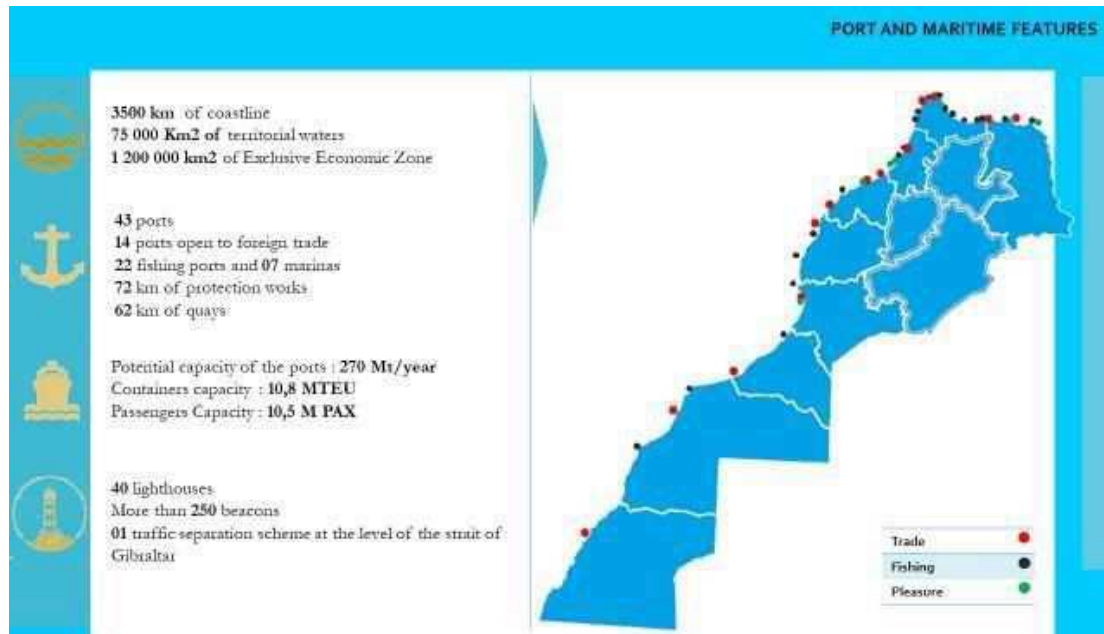 PORT AND MARITIME FEATURES
3500 km of coastline
75 000 Km2 of territorial waters
1 200 000 km2 of Exclusive Economic Zone
43 ports
14 ports open to foreign trade
22 fishing ports and 07 marinas
72 km of protection works
62 km of quays
Potential capacity of the ports : 270 Mt/year
Containers capacity : 10,8 MTEU
Passengers Capacity : 10,5 M PAX
40 lighthouses
More than 250 beacons
01 traffic separation scheme at the level of the strait of
Gibraltar
Trade
Fishing
Pleasure